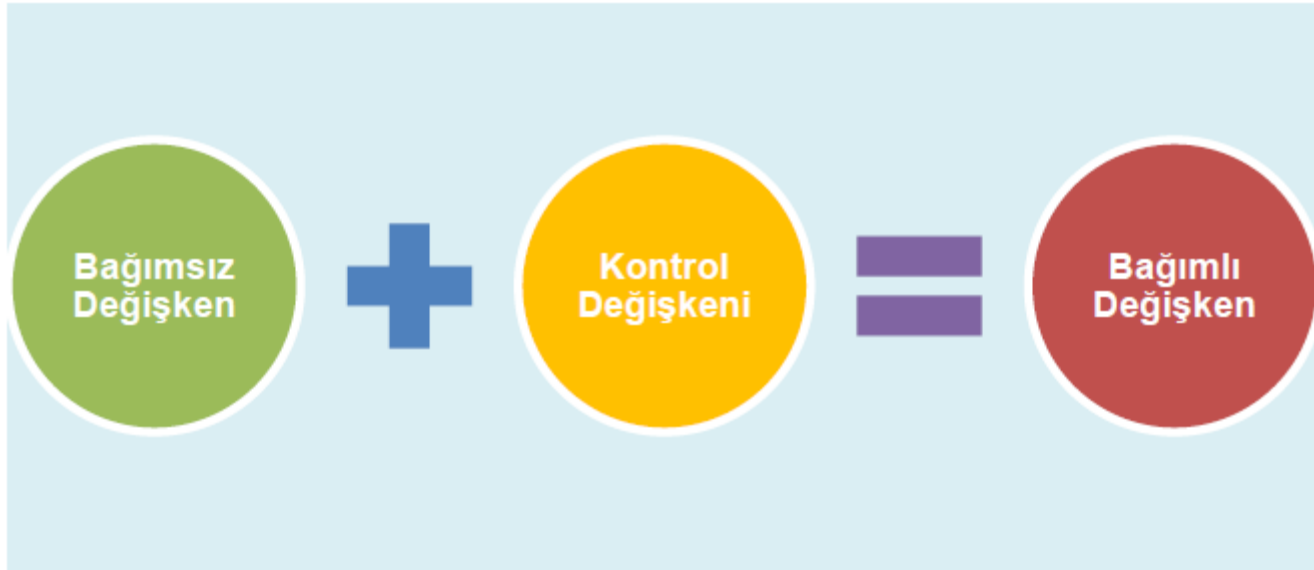 Bağımsız
Değişken
Kontrol
Değişkeni
Bağımlı
Değişken